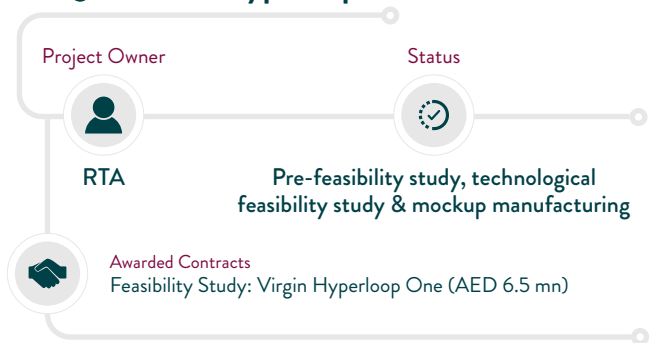 Project Owner
Status
RTA
Pre-feasibility study, technological
feasibility study & mockup manufacturing
Awarded Contracts
Feasibility Study: Virgin Hyperloop One (AED 6.5 mn)